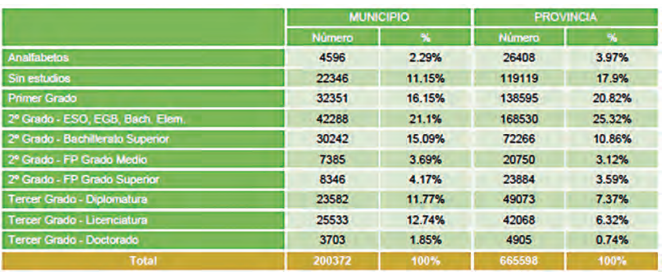 MUNICIPIO PROVINCIA
Número % Número %
Analfabetos 4596 2.29% 26408 3.97%
Sin estudios 22346 11.15% 119119 17.9%
Primer Grado 32351 16.15% 138595 20.82%
2º Grado - ESO, EGB, Bach. Elem. 42288 21.1% 168530 25.32%
2º Grado - Bachillerato Superior 30242 15.09% 72266 10.86%
2º Grado - FP Grado Medio 7385 3.69% 20750 3.12%
2º Grado - FP Grado Superior 8346 4.17% 23884 3.59%
Tercer Grado - Diplomatura 23582 11.77% 49073 7.37%
Tercer Grado - Licenciatura 25533 12.74% 42068 6.32%
Tercer Grado - Doctorado 3703 1.85% 4905 0.74%
Total 200372 100% 665598 100%